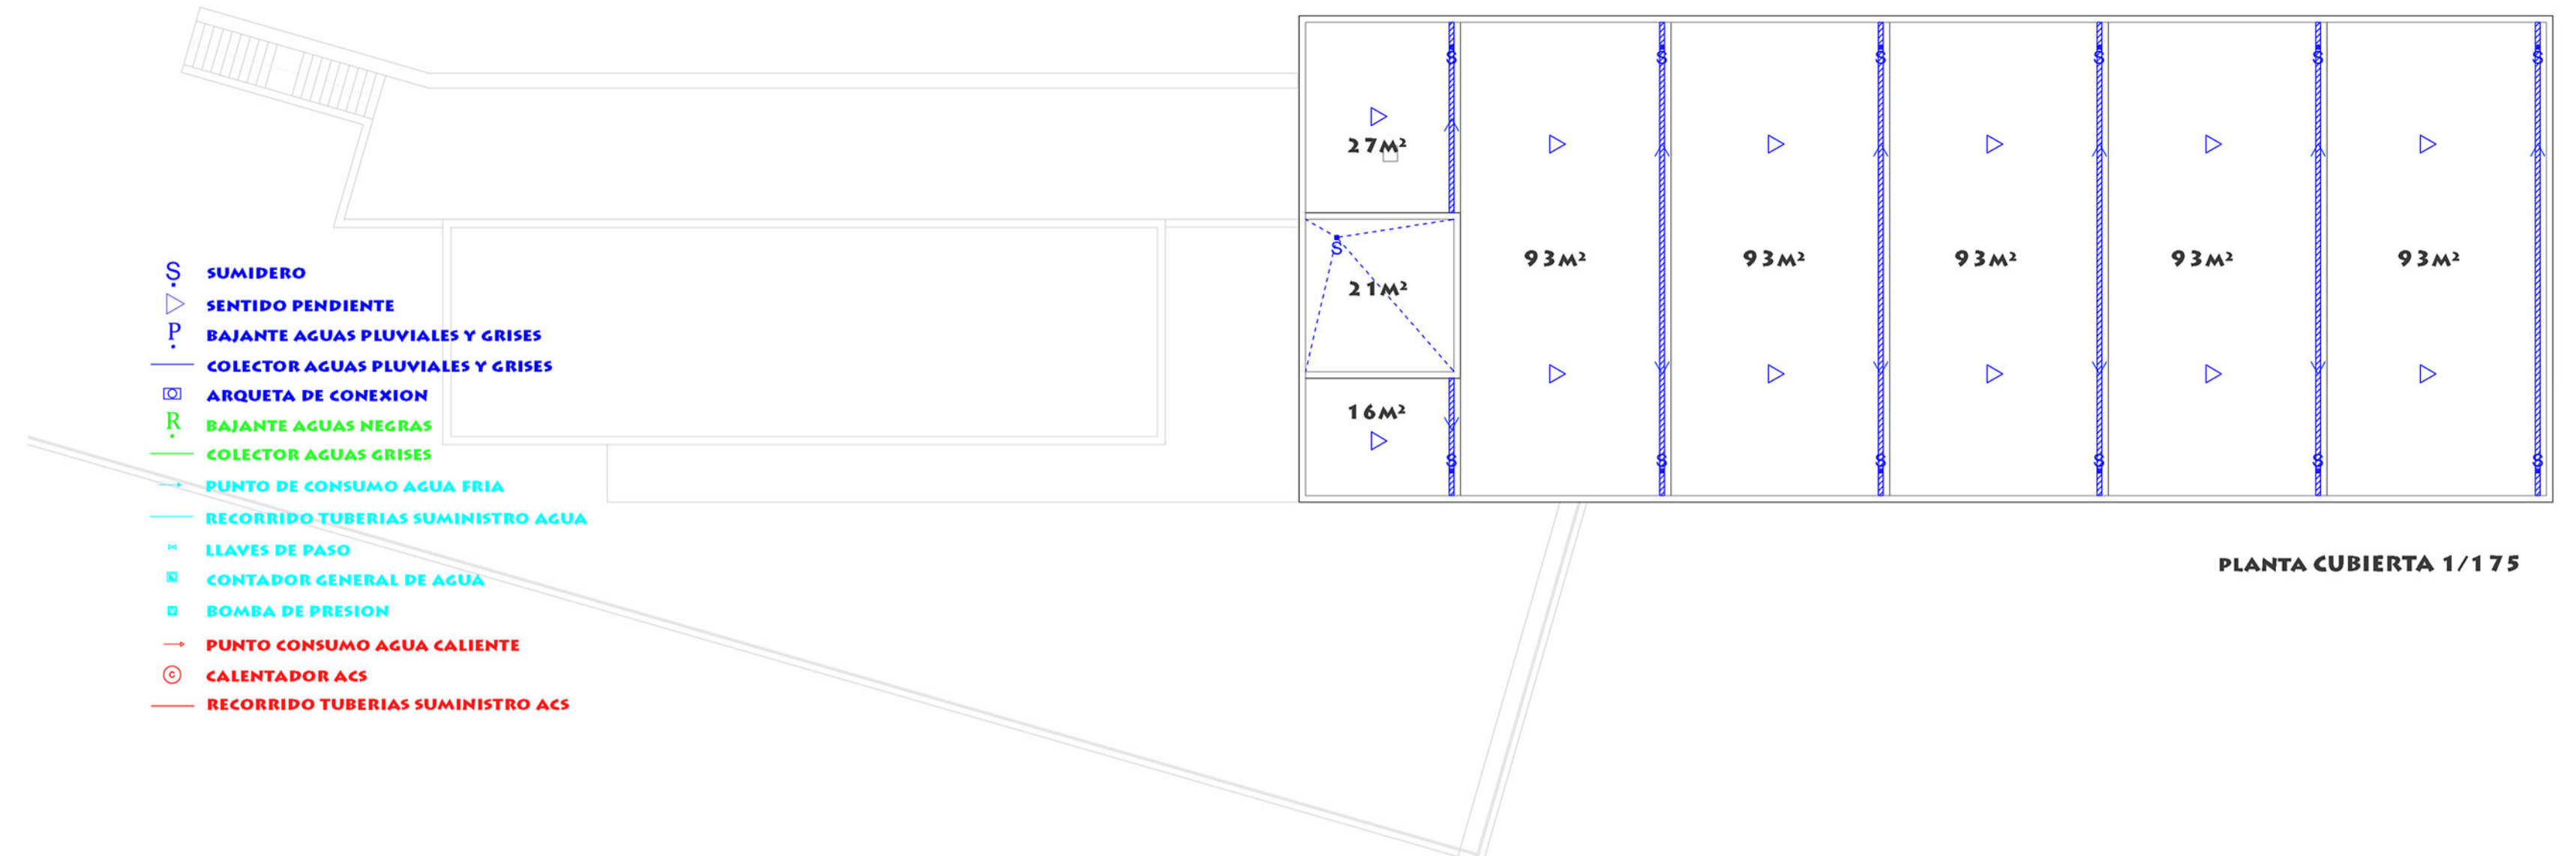 S S S S S S
27M²
S
93M² 93M² 93M² 93M² 93M²
21M²
16M²
S S S S S S
S SUMIDERO
SENTIDO PENDIENTE
P BAJANTE AGUAS PLUVIALES Y GRISES
COLECTOR AGUAS PLUVIALES Y GRISES
ARQUETA DE CONEXION
R BAJANTE AGUAS NEGRAS
COLECTOR AGUAS GRISES
PUNTO DE CONSUMO AGUA FRIA
RECORRIDO TUBERIAS SUMINISTRO AGUA
LLAVES DE PASO
CONTADOR GENERAL DE AGUA
BOMBA DE PRESION
PUNTO CONSUMO AGUA CALIENTE
C CALENTADOR ACS
RECORRIDO TUBERIAS SUMINISTRO ACS
PLANTA CUBIERTA 1/175